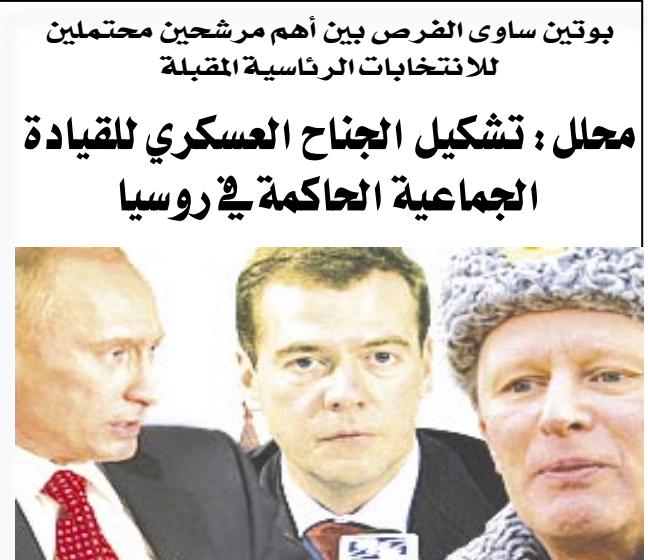 بوتين ساوى الفرص بين أهم مرشحين محتملين
للانتخابات الرئاسية المقبلة
محلل : تشكيل الجناح العسكري للقيادة
الجماعية الحاكمة في روسيا